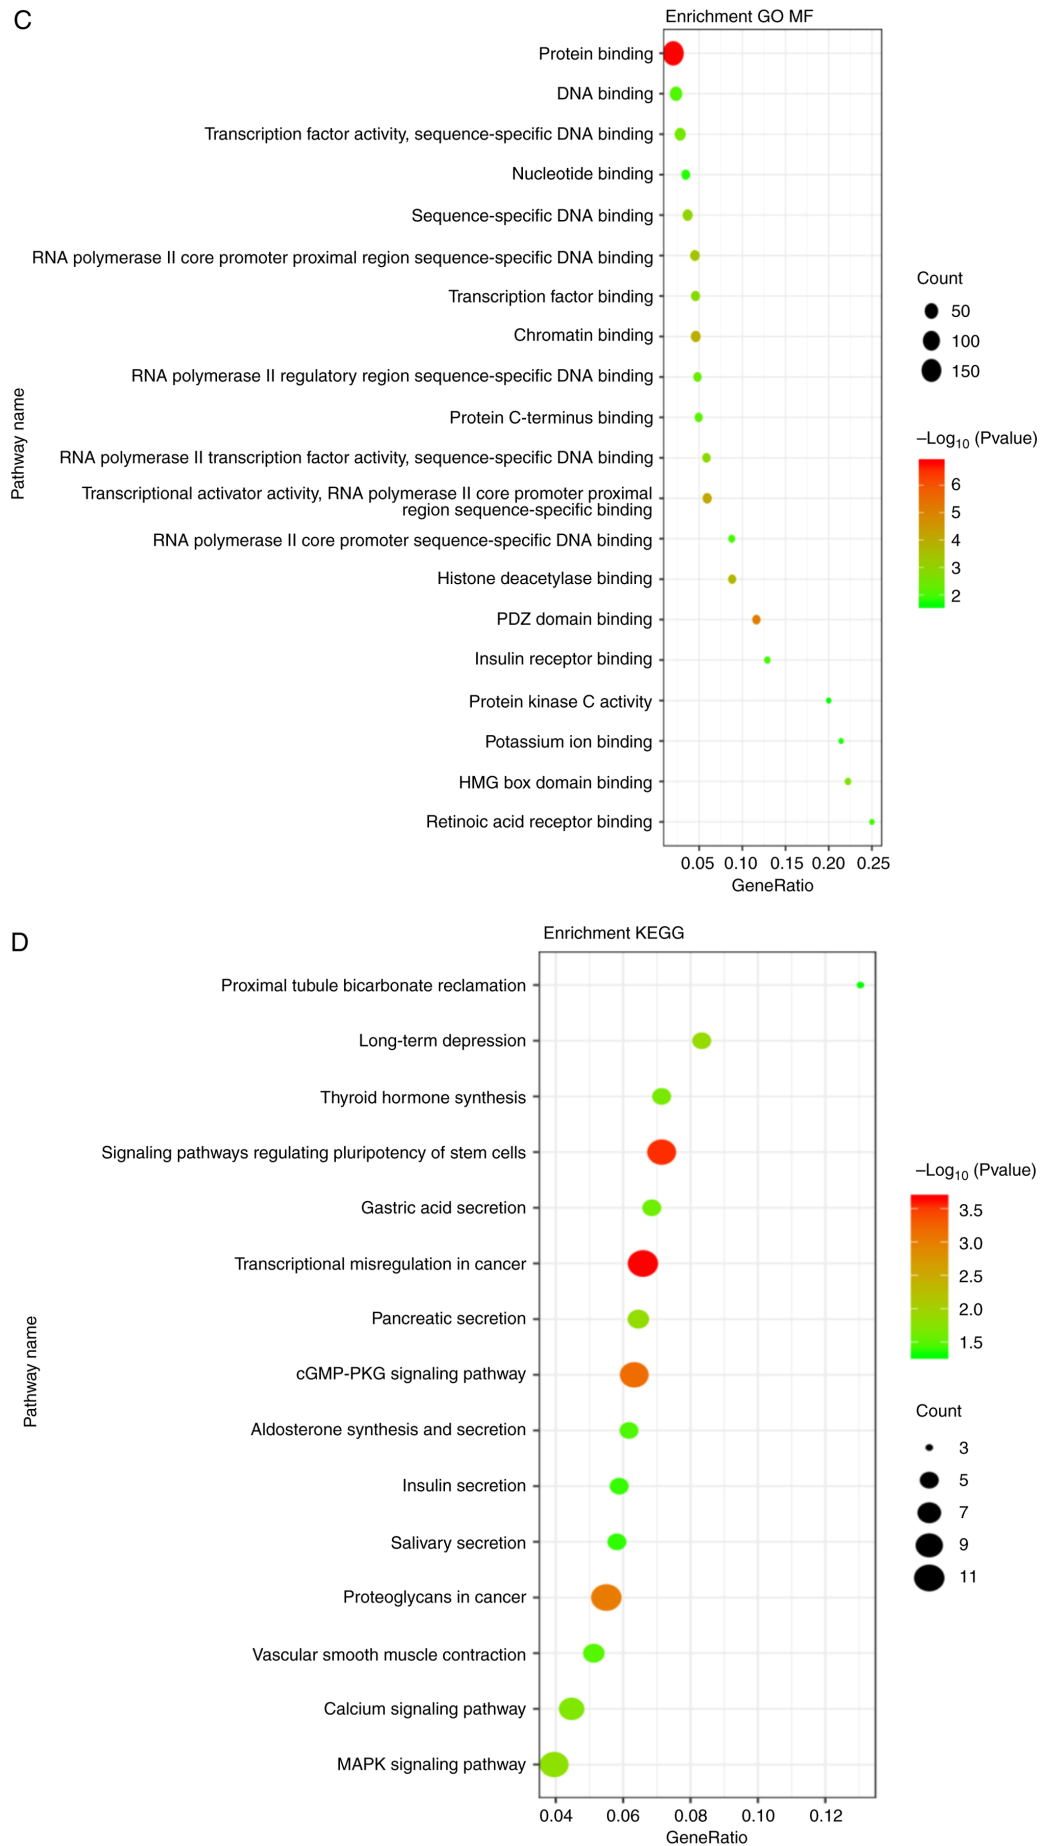 C
Enrichment GO MF
Protein binding
DNA binding
Transcription factor activity, sequence-specific DNA binding
Nucleotide binding
Sequence-specific DNA binding
RNA polymerase II core promoter proximal region sequence-specific DNA binding
Transcription factor binding
Chromatin binding
RNA polymerase II regulatory region sequence-specific DNA binding
Protein C-terminus binding
RNA polymerase II transcription factor activity, sequence-specific DNA binding
Transcriptional activator activity, RNA polymerase II core promoter proximal
region sequence-specific binding
RNA polymerase II core promoter sequence-specific DNA binding
Histone deacetylase binding
PDZ domain binding
Insulin receptor binding
Protein kinase C activity
Potassium ion binding
HMG box domain binding
Retinoic acid receptor binding
Pathway name
0.05 0.10 0.15 0.20 0.25
GeneRatio
Count
50
100
150
–Log10 (Pvalue)
6
5
4
3
2
D
Enrichment KEGG
Proximal tubule bicarbonate reclamation
Long-term depression
Thyroid hormone synthesis
Signaling pathways regulating pluripotency of stem cells
Gastric acid secretion
Transcriptional misregulation in cancer
Pancreatic secretion
cGMP-PKG signaling pathway
Aldosterone synthesis and secretion
Insulin secretion
Salivary secretion
Proteoglycans in cancer
Vascular smooth muscle contraction
Calcium signaling pathway
MAPK signaling pathway
Pathway name
0.04 0.06 0.08 0.10 0.12
GeneRatio
–Log10 (Pvalue)
3.5
3.0
2.5
2.0
1.5
Count
3
5
7
9
11